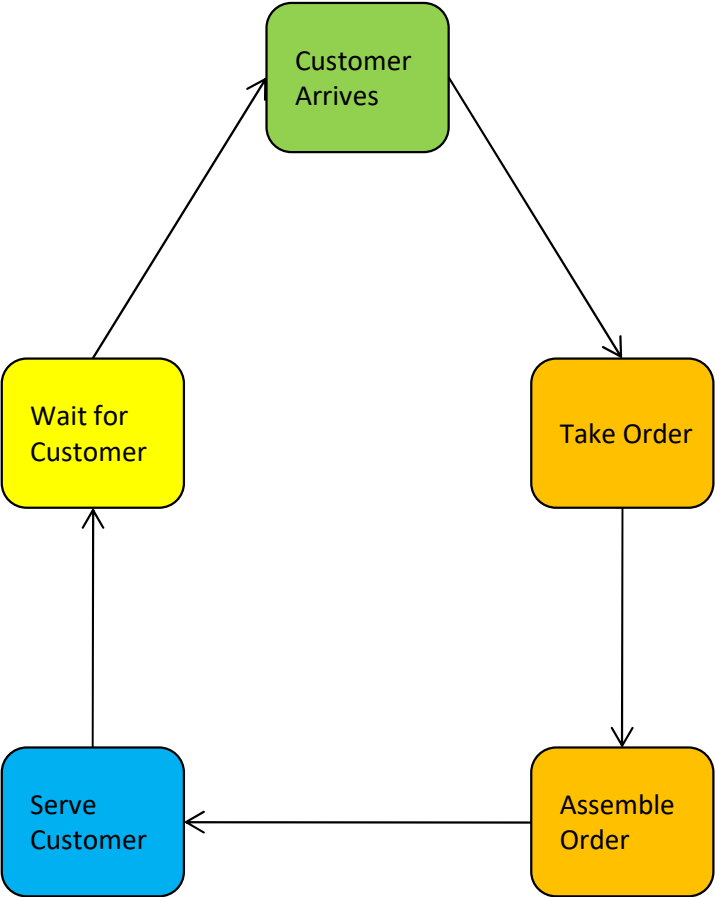 Customer
Arrives
Wait for
Customer
Take Order
Serve
Customer
Assemble
Order